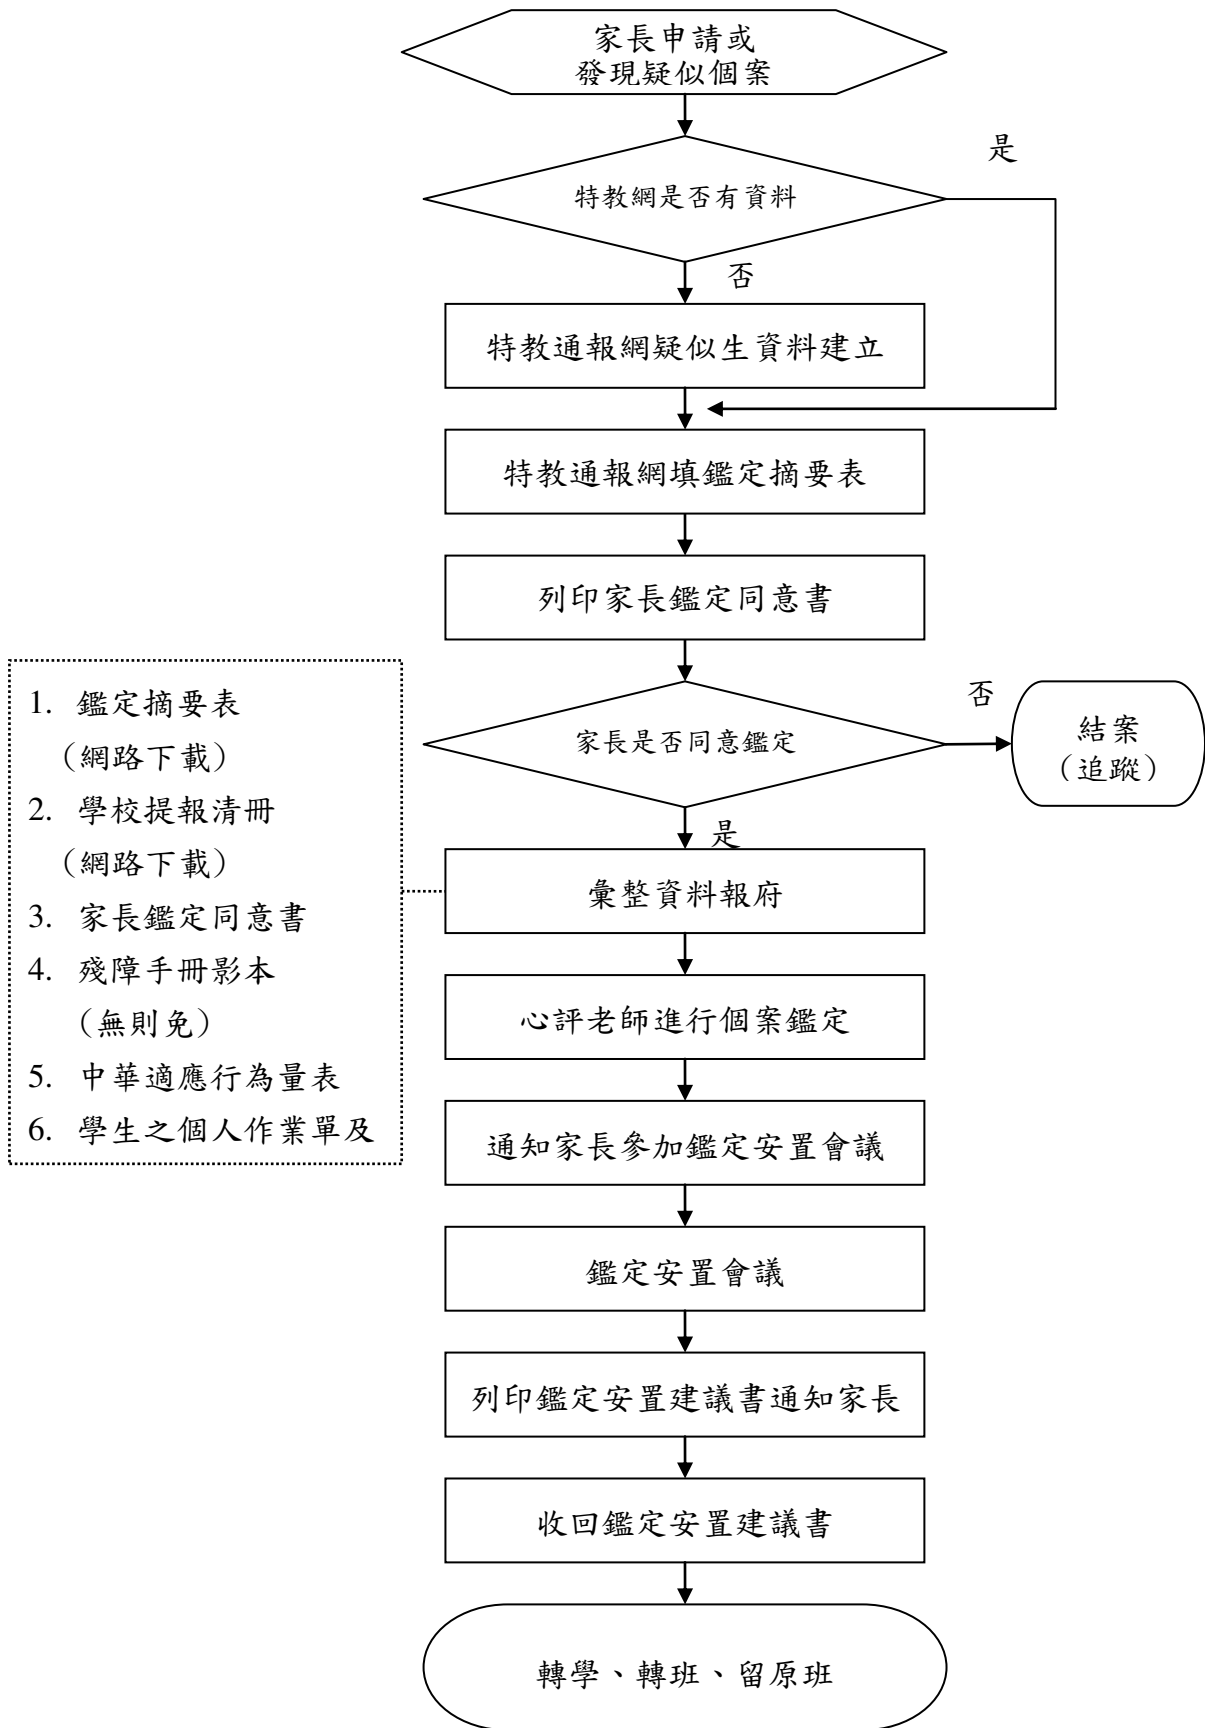 家長申請或
發現疑似個案
是
特教網是否有資料
否
特教通報網疑似生資料建立
特教通報網填鑑定摘要表
列印家長鑑定同意書
家長是否同意鑑定
否
結案
（追蹤）
是
1. 鑑定摘要表
（網路下載）
2. 學校提報清冊
（網路下載）
3. 家長鑑定同意書
4. 殘障手冊影本
（無則免）
5. 中華適應行為量表
6. 學生之個人作業單及
彙整資料報府
心評老師進行個案鑑定
通知家長參加鑑定安置會議
鑑定安置會議
列印鑑定安置建議書通知家長
收回鑑定安置建議書
轉學、轉班、留原班